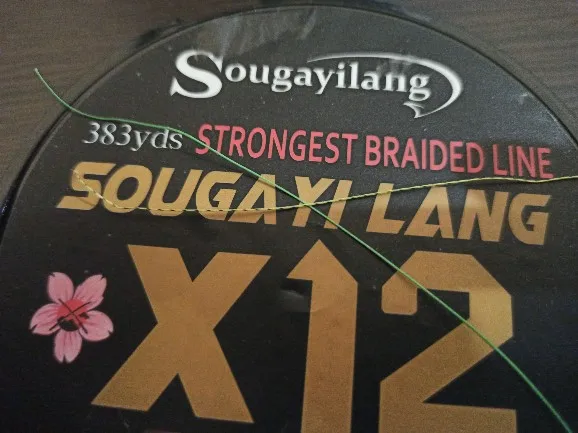 Sougayilang
383yds STRONGEST BRAIDED LINE
SOUGAYI LANG
X12